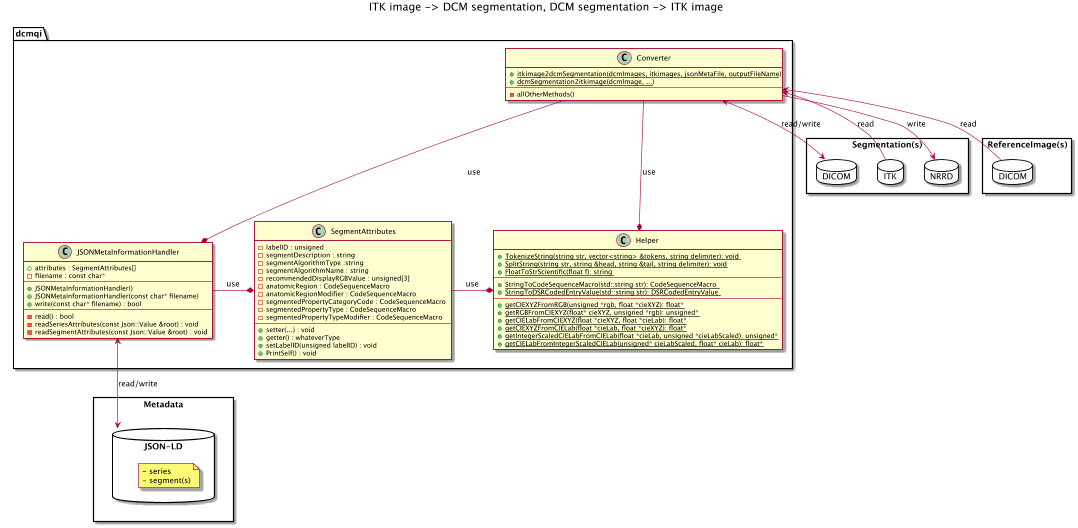 ITK image -> DCM segmentation, DCM segmentation -> ITK image
dcmqi
C Converter
itkimage2dcmSegmentation(dcmImages, itkimages, jsonMetaFile, outputFileName)
dcmSegmentation2itkimage(dcmImage, ...)
allOtherMethods()
read/write
read
write
read
Segmentation(s)
DICOM
ITK
NRRD
ReferenceImage(s)
DICOM
use
use
C JSONMetaInformationHandler
attributes : SegmentAttributes[]
filename : const char*
JSONMetaInformationHandler()
JSONMetaInformationHandler(const char* filename)
write(const char* filename) : bool
read() : bool
readSeriesAttributes(const Json::Value &root) : void
readSegmentAttributes(const Json::Value &root) : void
use
C SegmentAttributes
labelID : unsigned
segmentDescription : string
segmentAlgorithmType :string
segmentAlgorithmName : string
recommendedDisplayRGBValue : unsigned[3]
anatomicRegion : CodeSequenceMacro
anatomicRegionModifier : CodeSequenceMacro
segmentedPropertyCategoryCode : CodeSequenceMacro
segmentedPropertyType : CodeSequenceMacro
segmentedPropertyTypeModifier : CodeSequenceMacro
setter(...) : void
getter() : whateverType
setLabelID(unsigned labelID) : void
PrintSelf() : void
use
C Helper
TokenizeString(string str, vector<string> &tokens, string delimiter): void
SplitString(string str, string &head, string &tail, string delimiter): void
FloatToStrScientific(float f): string
StringToCodeSequenceMacro(std::string str): CodeSequenceMacro
StringToDSRCodedEntryValue(std::string str): DSRCodedEntryValue
getCIEXYZFromRGB(unsigned *rgb, float *cieXYZ): float*
getRGBFromCIEXYZ(float* cieXYZ, unsigned *rgb): unsigned*
getCIELabFromCIEXYZ(float *cieXYZ, float *cieLab): float*
getCIEXYZFromCIELab(float *cieLab, float *cieXYZ): float*
getIntegerScaledCIELabFromCIELab(float *cieLab, unsigned *cieLabScaled): unsigned*
getCIELabFromIntegerScaledCIELab(unsigned* cieLabScaled, float* cieLab): float*
read/write
Metadata
JSON-LD
- series
- segment(s)